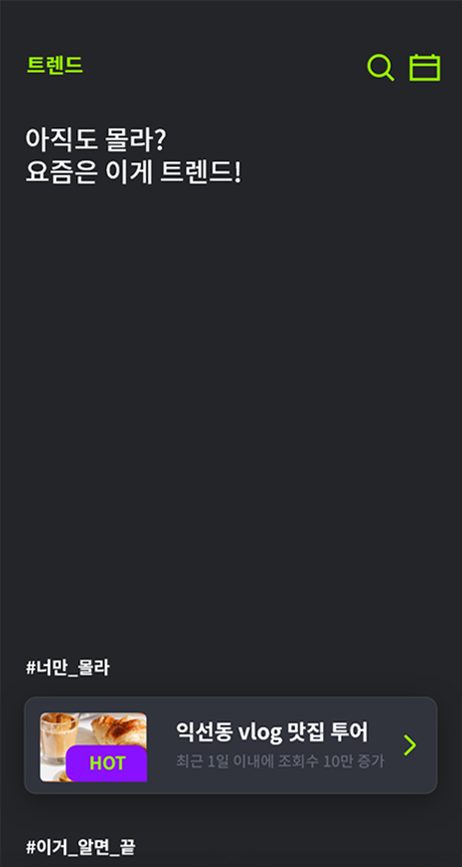 트렌드
아직도 몰라?
요즘은 이게 트렌드!
#너만_몰라
HOT
익선동 vlog 맛집 투어
최근 1일 이내에 조회수 10만 증가
#이거_알면_끝